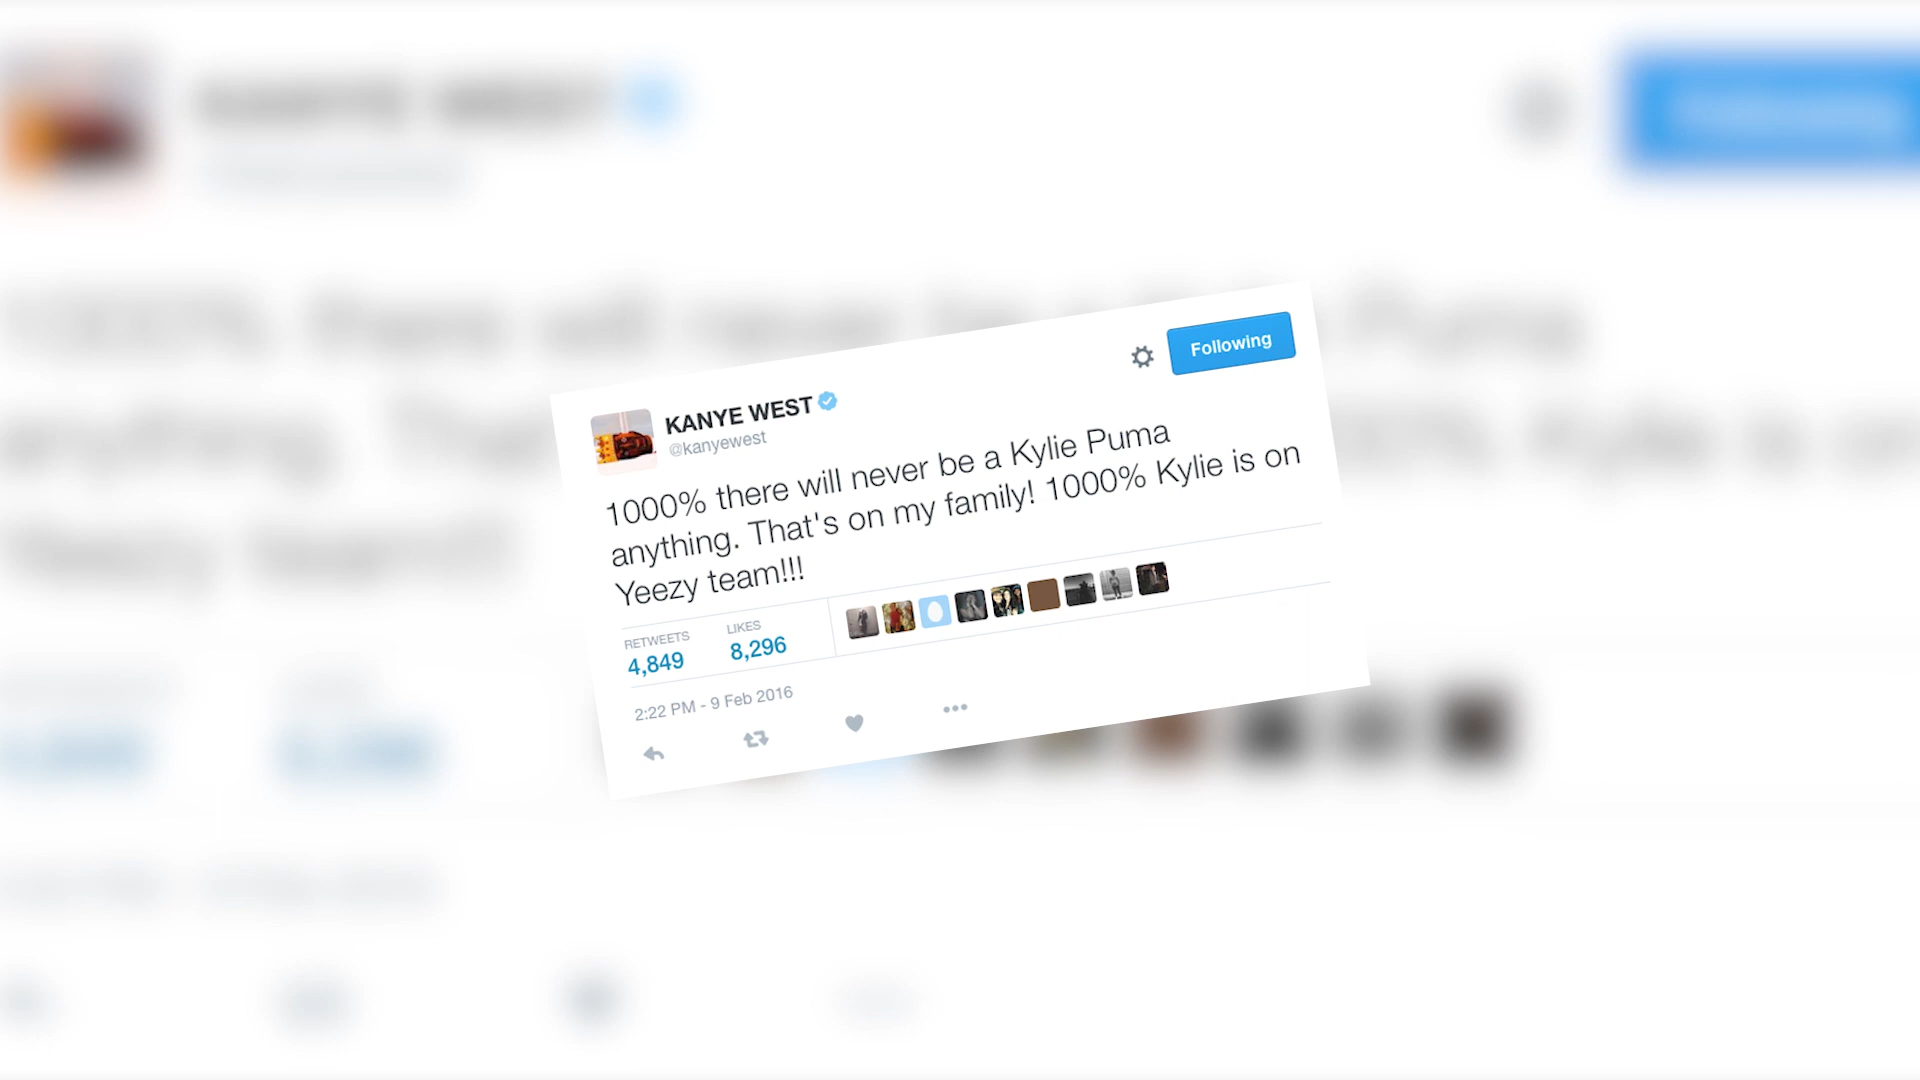 Following
KANYE WEST
@kanyewest
1000% there will never be a Kylie Puma
anything. That's on my family! 1000% Kylie is on
Yeezy team!!!
RETWEETS
4,849
LIKES
8,296
2:22 PM - 9 Feb 2016